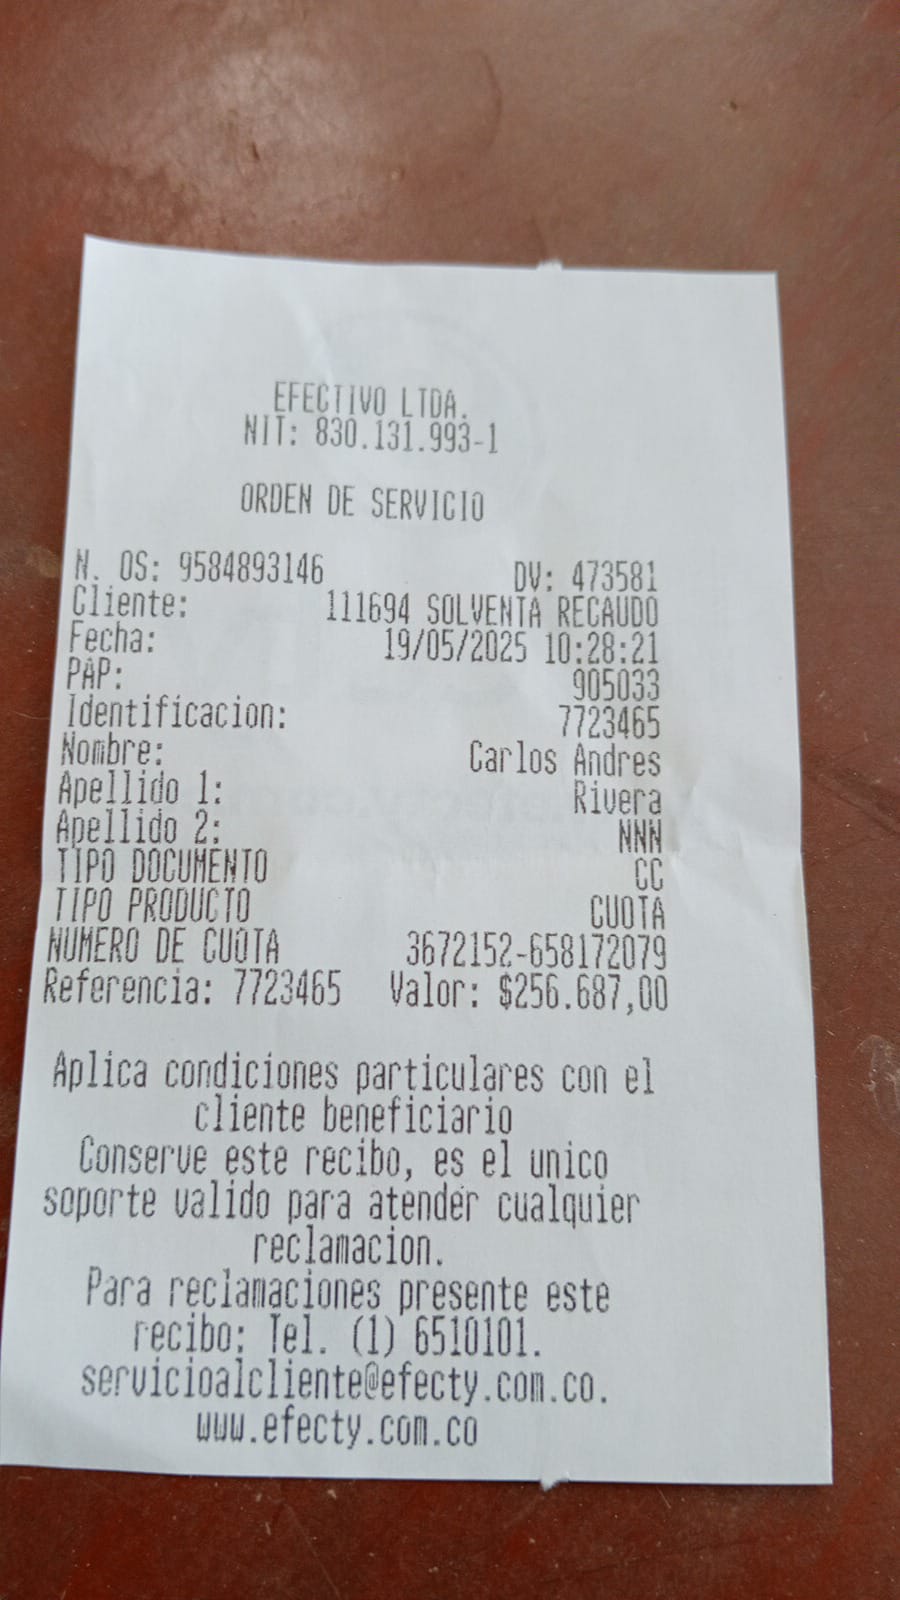 EFECTIVO LTDA.
NIT: 830.131.993-1
ORDEN DE SERVICIO
N. OS: 9584893146 DV: 473581
Cliente: 111694 SOLVENTA RECAUDO
Fecha: 19/05/2025 10:28:21
PAP: 905033
Identificacion: 7723465
Nombre: Carlos Andres
Apellido 1: Rivera
Apellido 2: NNN
TIPO DOCUMENTO CC
TIPO PRODUCTO CUOTA
NUMERO DE CUOTA 3672152-658172079
Referencia: 7723465 Valor: $256.687,00
Aplica condiciones particulares con el
cliente beneficiario
Conserve este recibo, es el unico
soporte valido para atender cualquier
reclamacion.
Para reclamaciones presente este
recibo: Tel. (1) 6510101.
servicioalcliente@efecty.com.co.
www.efecty.com.co